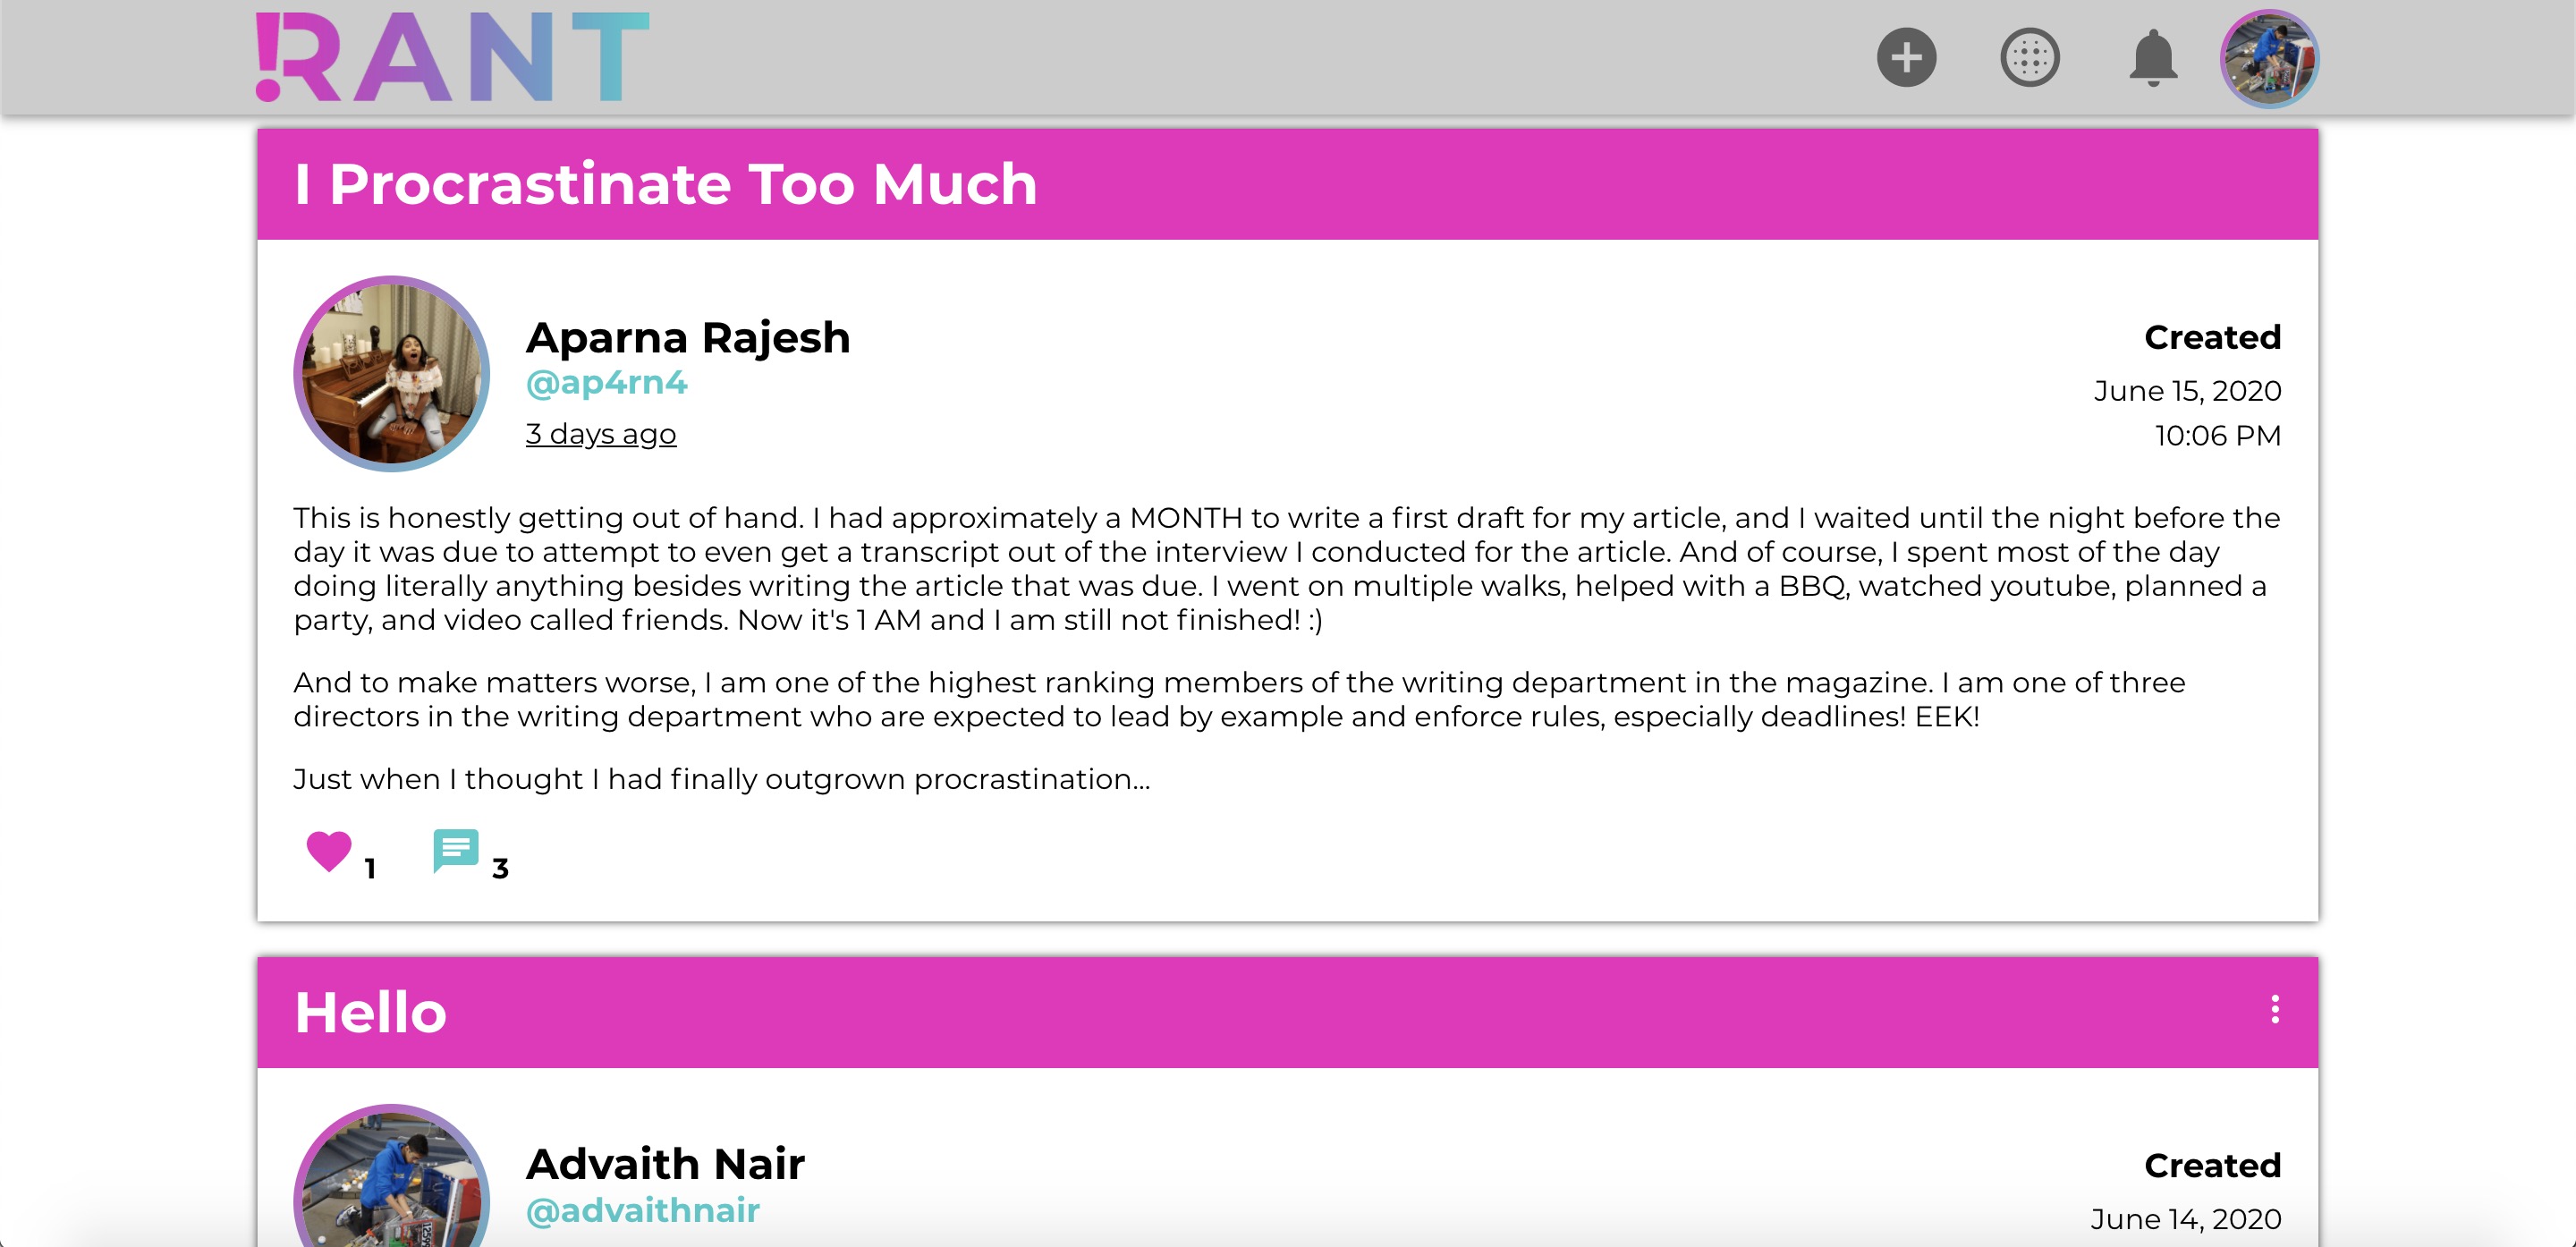 !RANT
I Procrastinate Too Much
Aparna Rajesh
@ap4rn4
3 days ago
Created
June 15, 2020
10:06 PM
This is honestly getting out of hand. I had approximately a MONTH to write a first draft for my article, and I waited until the night before the
day it was due to attempt to even get a transcript out of the interview I conducted for the article. And of course, I spent most of the day
doing literally anything besides writing the article that was due. I went on multiple walks, helped with a BBQ, watched youtube, planned a
party, and video called friends. Now it's 1 AM and I am still not finished! :)
And to make matters worse, I am one of the highest ranking members of the writing department in the magazine. I am one of three
directors in the writing department who are expected to lead by example and enforce rules, especially deadlines! EEK!
Just when I thought I had finally outgrown procrastination...
1
3
Hello
Advaith Nair
@advaithnair
Created
June 14, 2020